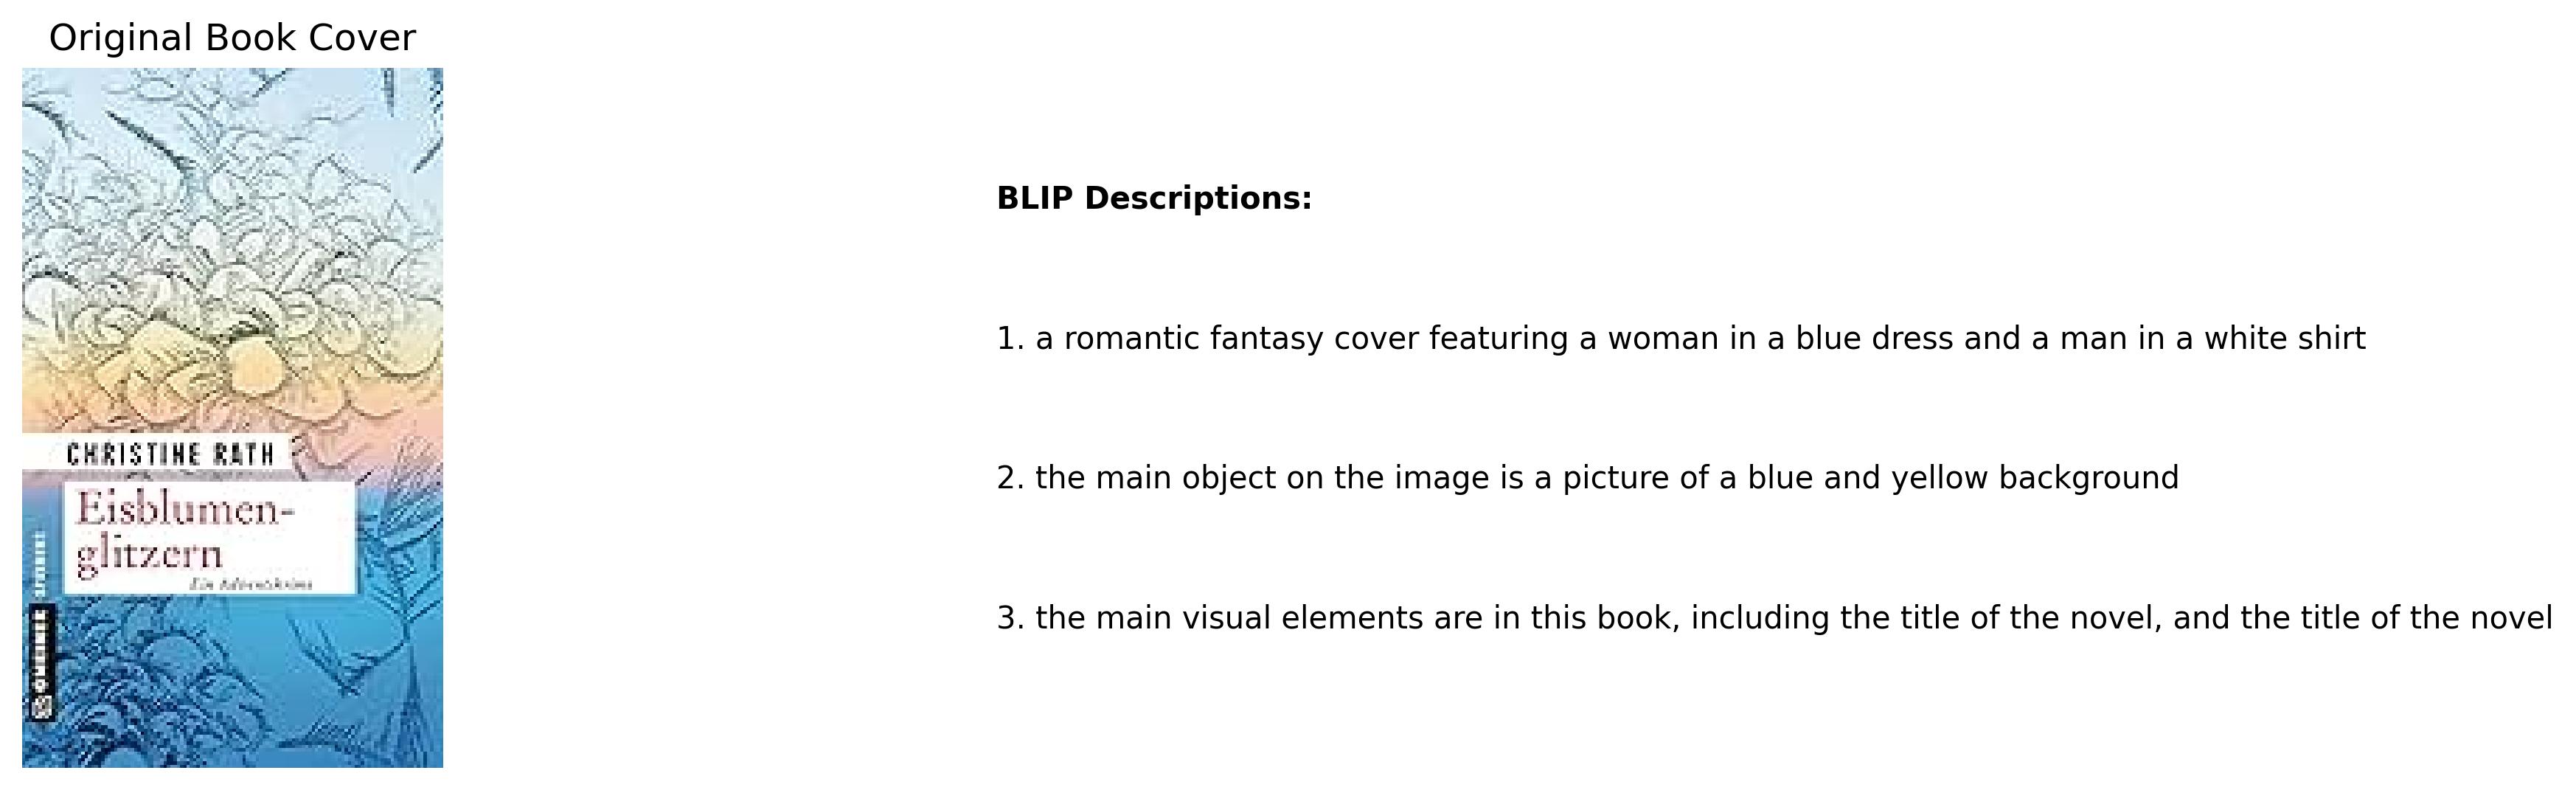 Original Book Cover
CHRISTINE RATH
Eisblumen-
glitzern
Ein Adventskrimi
GMEINER
BLIP Descriptions:
1. a romantic fantasy cover featuring a woman in a blue dress and a man in a white shirt
2. the main object on the image is a picture of a blue and yellow background
3. the main visual elements are in this book, including the title of the novel, and the title of the novel